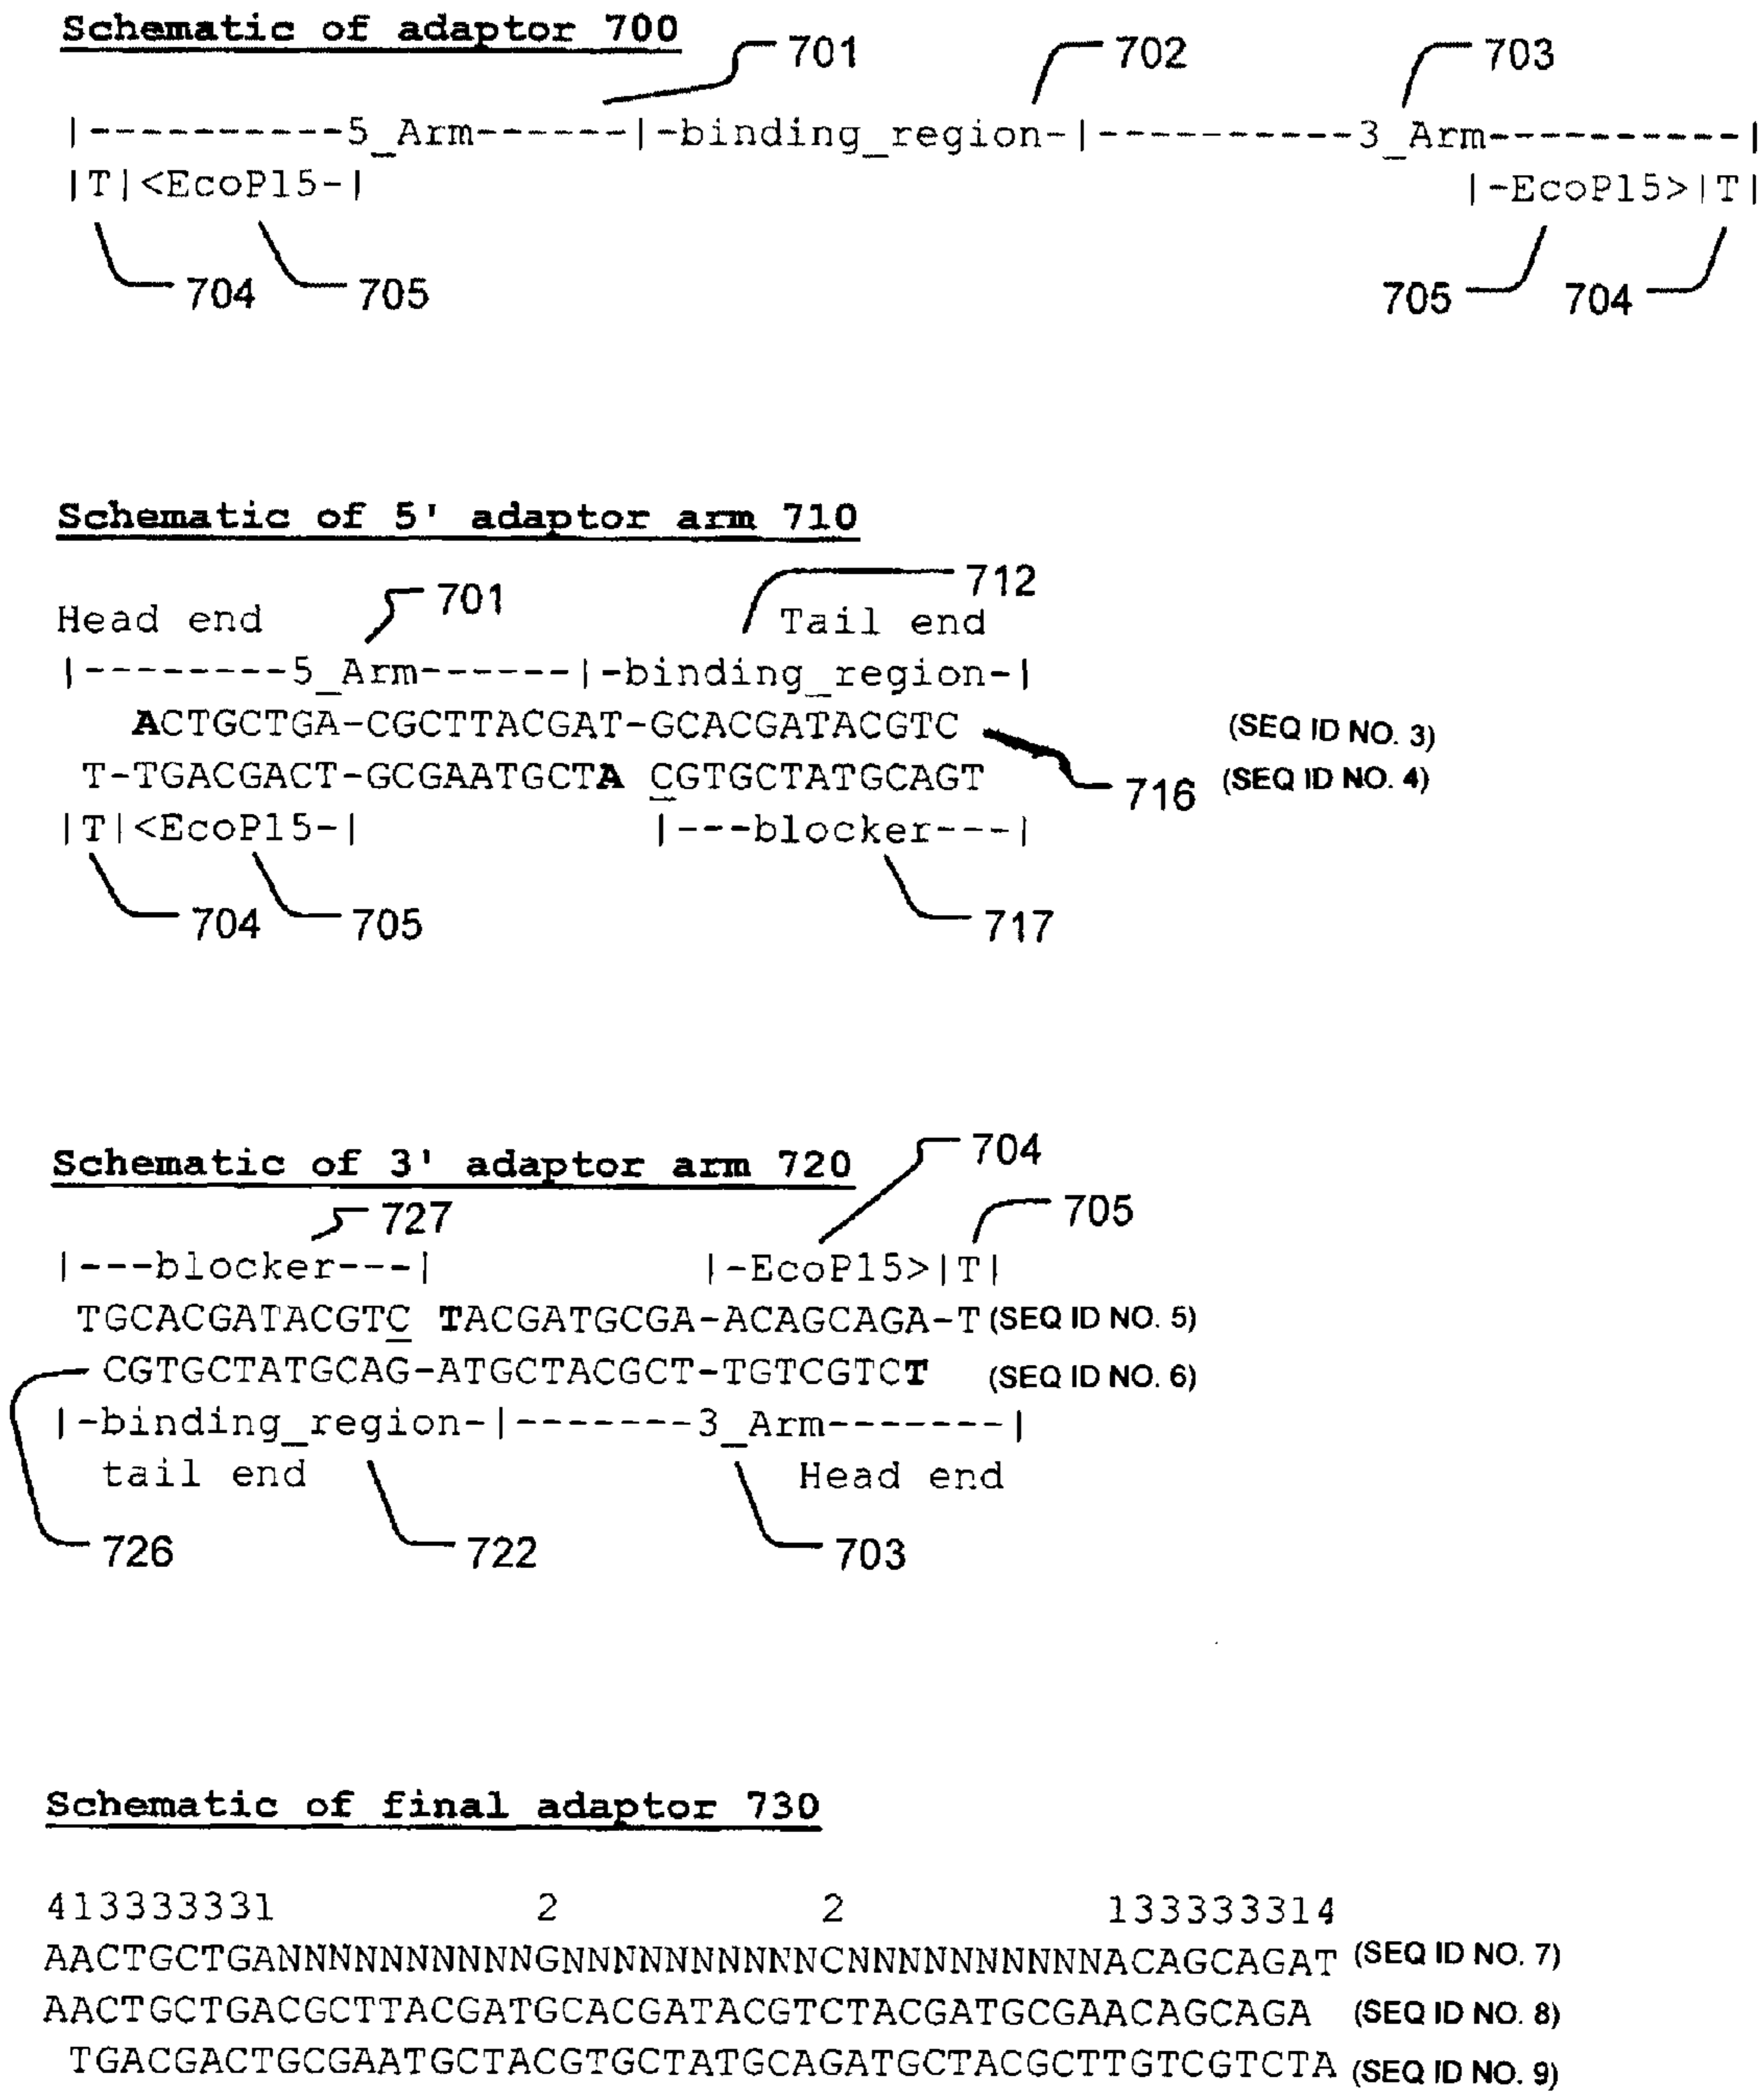 Schematic of adaptor 700
701 702 703
|----------5_Arm------|-binding_region-|----------3_Arm----------|
|T|<EcoP15-| |-EcoP15>|T|
704 705 705 704
Schematic of 5' adaptor arm 710
712
701
Head end Tail end
|--------5_Arm------|-binding_region-|
ACTGCTGA-CGCTTACGAT-GCACGATACGTC (SEQ ID NO. 3)
T-TGACGACT-GCGAATGCTA CGTGCTATGCAGT 716 (SEQ ID NO. 4)
|T|<EcoP15-| |---blocker---|
704 705 717
Schematic of 3' adaptor arm 720
704
727 705
|---blocker---| |-EcoP15>|T|
TGCACGATACGTC TACGATGCGA-ACAGCAGA-T (SEQ ID NO. 5)
CGTGCTATGCAG-ATGCTACGCT-TGTCGTCT (SEQ ID NO. 6)
|-binding_region-|-------3_Arm-------|
tail end Head end
726 722 703
Schematic of final adaptor 730
413333331 2 2 133333314
AACTGCTGANNNNNNNNNNGNNNNNNNNNNCNNNNNNNNNNACAGCAGAT (SEQ ID NO. 7)
AACTGCTGACGCTTACGATGCACGATACGTCTACGATGCGAACAGCAGA (SEQ ID NO. 8)
TGACGACTGCGAATGCTACGTGCTATGCAGATGCTACGCTTGTCGTCTA (SEQ ID NO. 9)